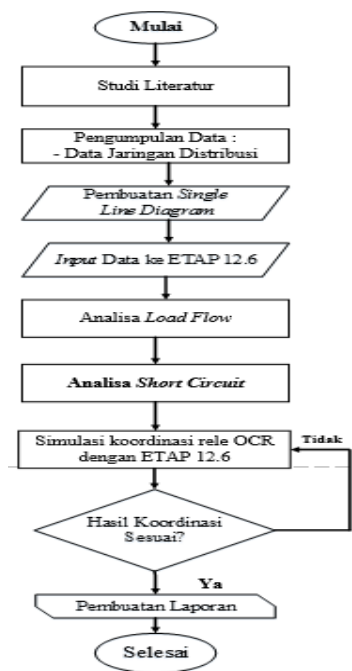 Mulai
Studi Literatur
Pengumpulan Data :
- Data Jaringan Distribusi
Pembuatan Single
Line Diagram
Input Data ke ETAP 12.6
Analisa Load Flow
Analisa Short Circuit
Simulasi koordinasi rele OCR
dengan ETAP 12.6
Tidak
Hasil Koordinasi
Sesuai?
Ya
Pembuatan Laporan
Selesai